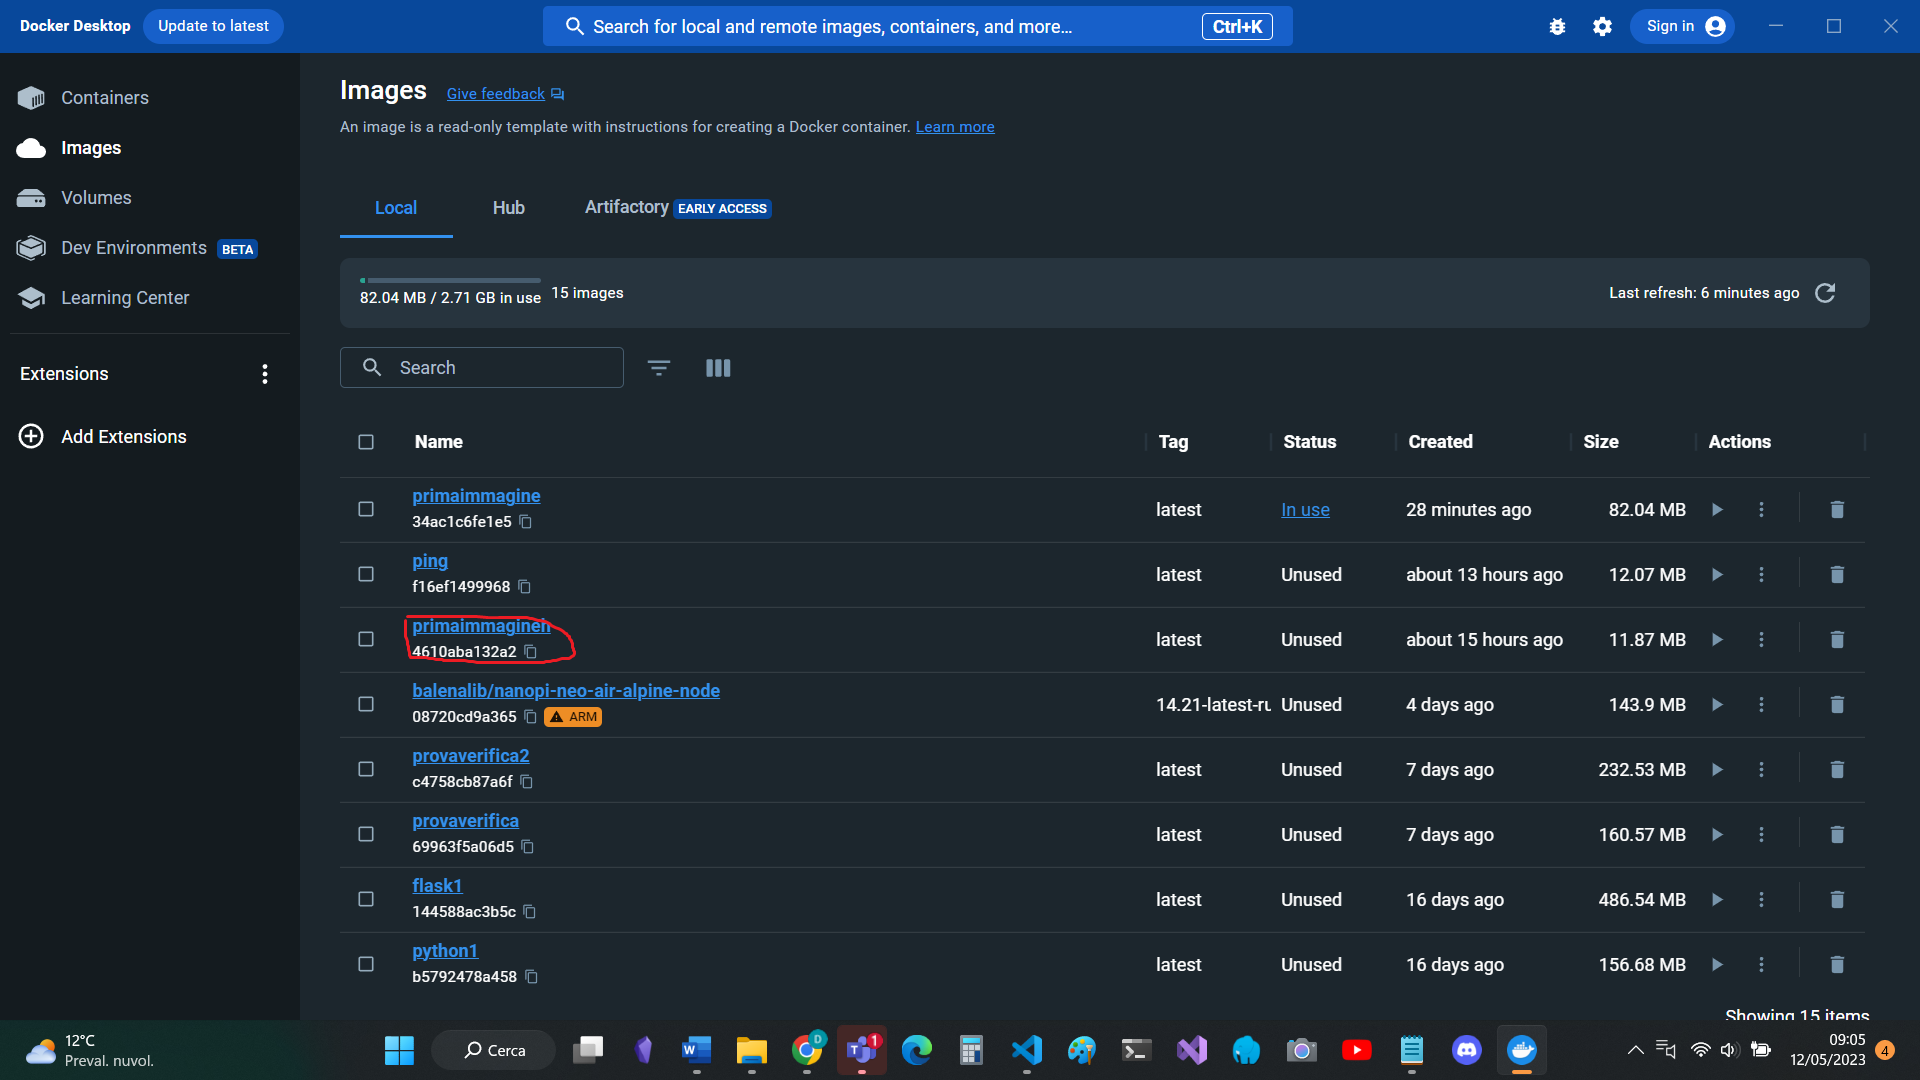 Docker Desktop Update to latest Search for local and remote images, containers, and more... Ctrl+K Sign in
Containers
Images
Volumes
Dev Environments BETA
Learning Center
Extensions
Add Extensions
Images Give feedback
An image is a read-only template with instructions for creating a Docker container. Learn more
Local Hub Artifactory EARLY ACCESS
82.04 MB / 2.71 GB in use 15 images Last refresh: 6 minutes ago
Search
Name Tag Status Created Size Actions
primaimmagine
34ac1c6fe1e5
latest In use 28 minutes ago 82.04 MB
ping
f16ef1499968
latest Unused about 13 hours ago 12.07 MB
primaimmagineh
4610aba132a2
latest Unused about 15 hours ago 11.87 MB
balenalib/nanopi-neo-air-alpine-node
08720cd9a365 ARM
14.21-latest-ru Unused 4 days ago 143.9 MB
provaverifica2
c4758cb87a6f
latest Unused 7 days ago 232.53 MB
provaverifica
69963f5a06d5
latest Unused 7 days ago 160.57 MB
flask1
144588ac3b5c
latest Unused 16 days ago 486.54 MB
python1
b5792478a458
latest Unused 16 days ago 156.68 MB
Showing 15 items
12°C
Preval. nuvol.
Cerca
W
D
T 1
09:05
12/05/2023
4